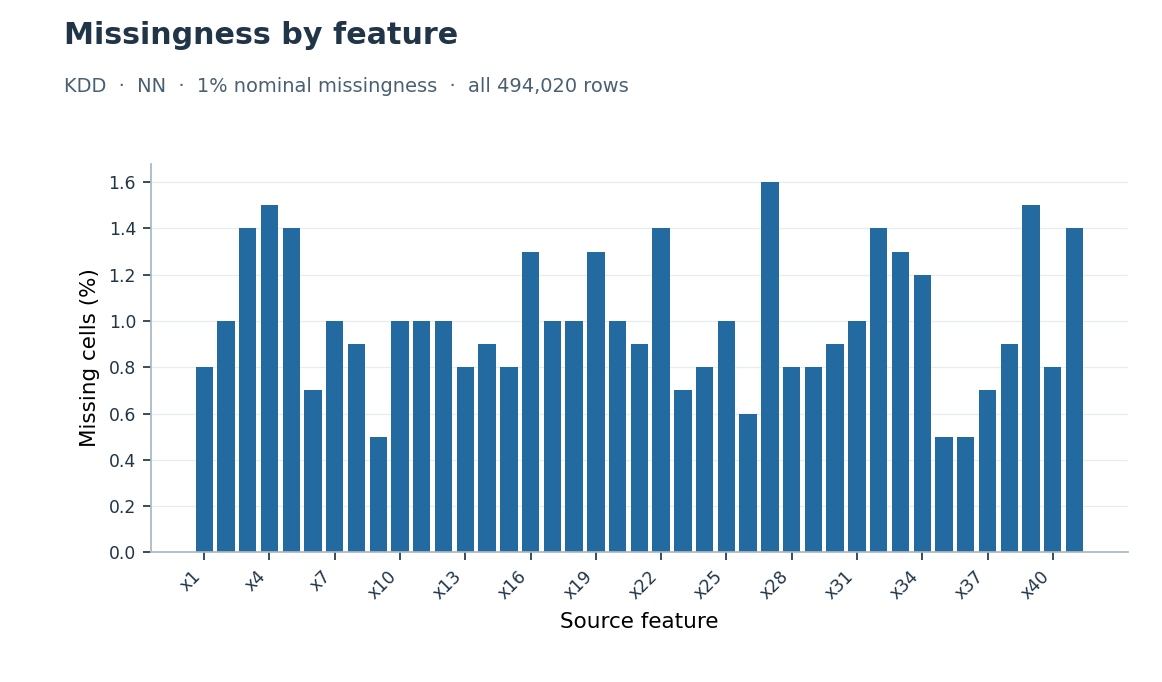 Missingness by feature
KDD · NN · 1% nominal missingness · all 494,020 rows
1.6
1.4
1.2
1.0
0.8
0.6
0.4
0.2
0.0
Missing cells (%)
x1 x4 x7 x10 x13 x16 x19 x22 x25 x28 x31 x34 x37 x40
Source feature